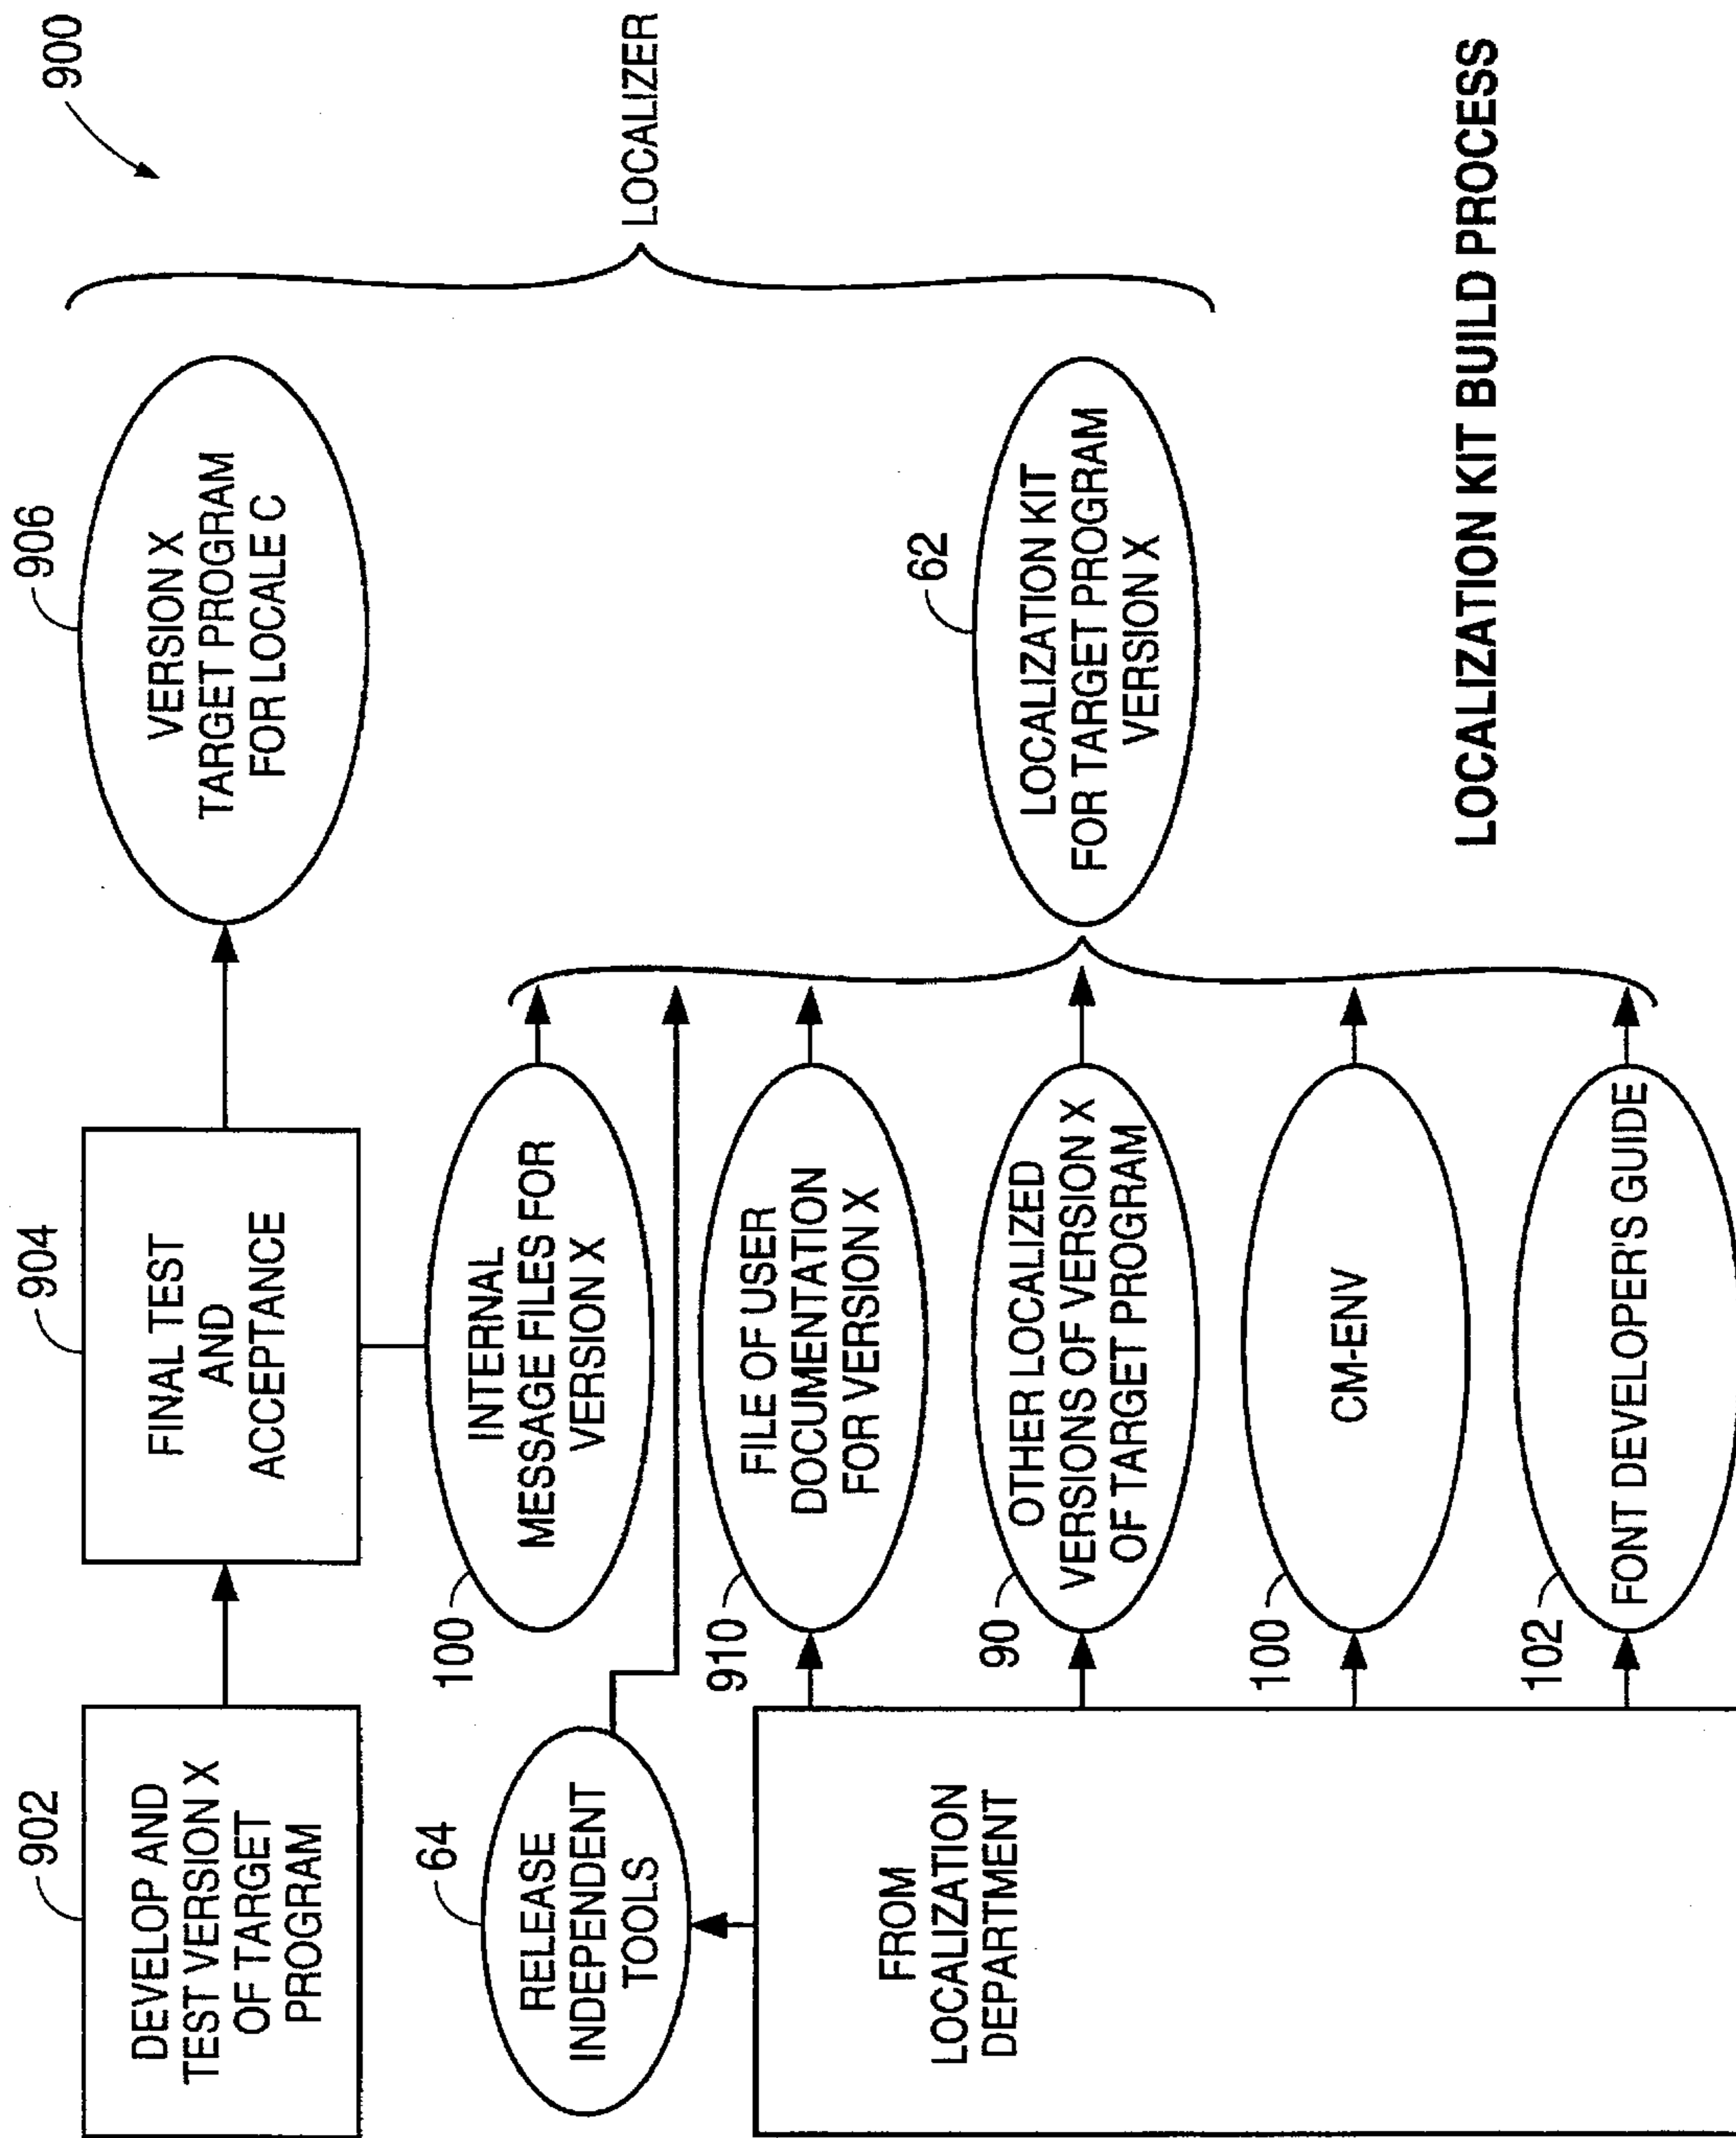 900
902
DEVELOP AND
TEST VERSION X
OF TARGET
PROGRAM
904
FINAL TEST
AND
ACCEPTANCE
906
VERSION X
TARGET PROGRAM
FOR LOCALE C
64
RELEASE
INDEPENDENT
TOOLS
100
INTERNAL
MESSAGE FILES FOR
VERSION X
LOCALIZER
FROM
LOCALIZATION
DEPARTMENT
910
FILE OF USER
DOCUMENTATION
FOR VERSION X
90
OTHER LOCALIZED
VERSIONS OF VERSION X
OF TARGET PROGRAM
62
LOCALIZATION KIT
FOR TARGET PROGRAM
VERSION X
100
CM-ENV
102
FONT DEVELOPER'S GUIDE
LOCALIZATION KIT BUILD PROCESS